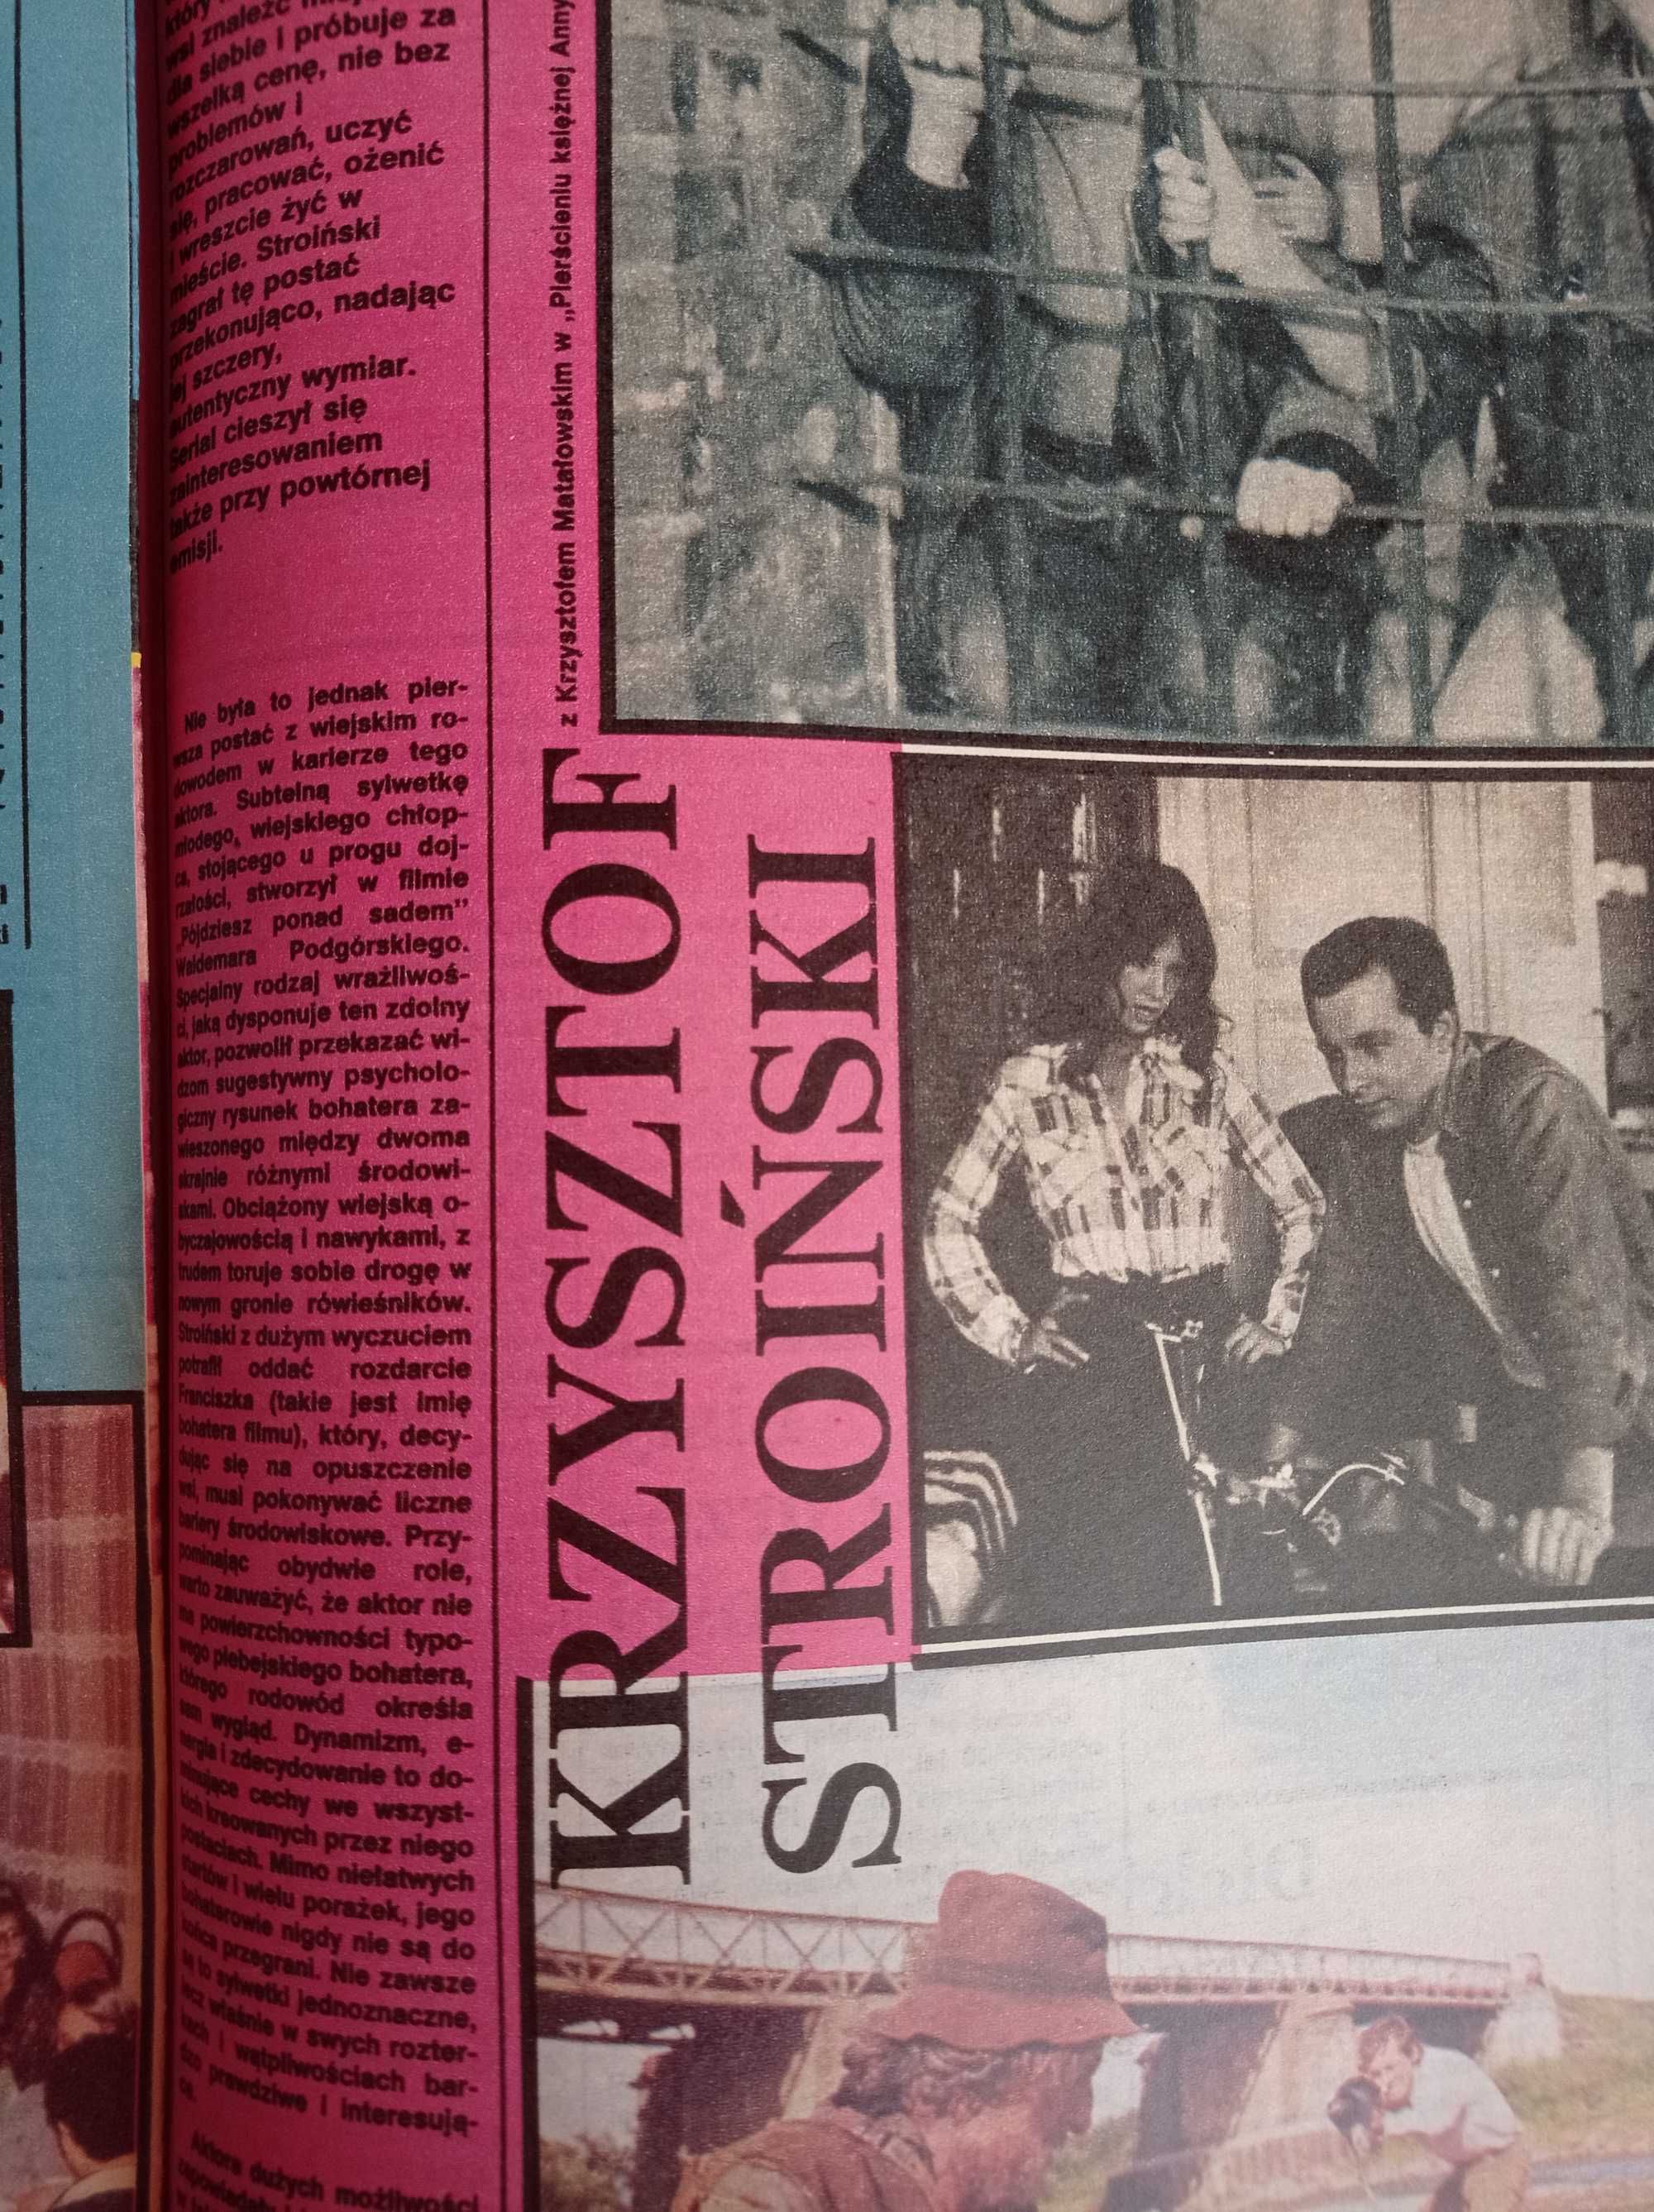 który
wsi znaleźć
dla siebie i próbuje za
wszelką cenę, nie bez
problemów i
rozczarowań, uczyć
się, pracować, ożenić
i wreszcie żyć w
mieście. Stroiński
zagrał tę postać
przekonująco, nadając
jej szczery,
autentyczny wymiar.
Serial cieszył się
zainteresowaniem
także przy powtórnej
emisji.
Nie była to jednak pier-
wsza postać z wiejskim ro-
dowodem w karierze tego
aktora. Subtelną sylwetkę
młodego, wiejskiego chłop-
ca, stojącego u progu doj-
rzałości, stworzył w filmie
„Pójdziesz ponad sadem”
Waldemara Podgórskiego.
Specjalny rodzaj wrażliwoś-
ci, jaką dysponuje ten zdolny
aktor, pozwolił przekazać wi-
dzom sugestywny psycholo-
giczny rysunek bohatera za-
wieszonego między dwoma
skrajnie różnymi środowi-
skami. Obciążony wiejską o-
byczajowością i nawykami, z
trudem toruje sobie drogę w
nowym gronie rówieśników.
Stroiński z dużym wyczuciem
potrafił oddać rozdarcie
Franciszka (takie jest imię
bohatera filmu), który, decy-
dując się na opuszczenie
wsi, musi pokonywać liczne
bariery środowiskowe. Przy-
pominając obydwie role,
warto zauważyć, że aktor nie
ma powierzchowności typo-
wego plebejskiego bohatera,
którego rodowód określa
sam wygląd. Dynamizm, e-
nergia i zdecydowanie to do-
minujące cechy we wszyst-
kich kreowanych przez niego
postaciach. Mimo niełatwych
startów i wielu porażek, jego
bohaterowie nigdy nie są do
końca przegrani. Nie zawsze
są to sylwetki jednoznaczne,
lecz właśnie w swych rozter-
kach i wątpliwościach bar-
dzo prawdziwe i interesują-
ce.
Aktora dużych możliwości
zapowiadały
z Krzysztofem Matałowskim w „Pierścieniu księżnej Anny
KRZYSZTOF
STROIŃSKI